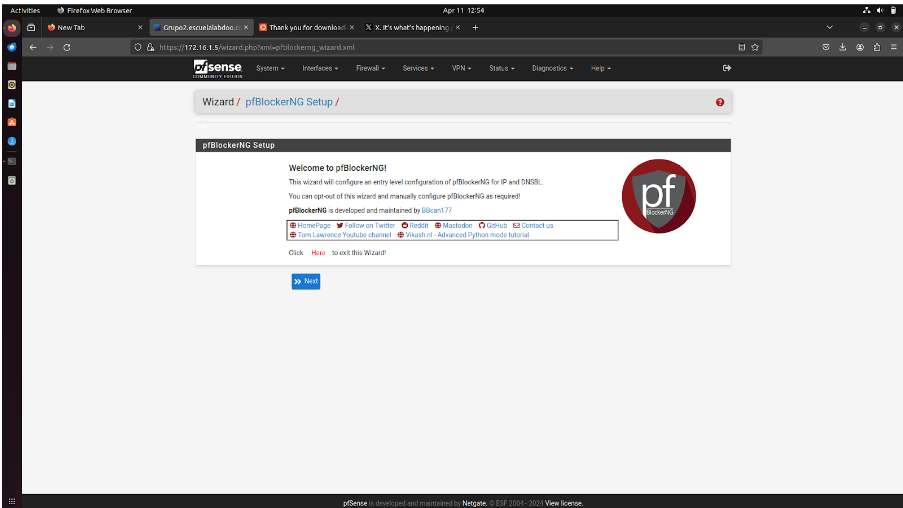 Activities Firefox Web Browser Apr 11 12:54
New Tab Grupo2.escuelalabdoo.c Thank you for download X. It's what's happening
https://172.16.1.5/wizard.php?xml=pfblockerng_wizard.xml
pfsense System Interfaces Firewall Services VPN Status Diagnostics Help
COMMUNITY EDITION
Wizard / pfBlockerNG Setup /
pfBlockerNG Setup
Welcome to pfBlockerNG!
This wizard will configure an entry level configuration of pfBlockerNG for IP and DNSBL.
You can opt-out of this wizard and manually configure pfBlockerNG as required!
pfBlockerNG is developed and maintained by BBcan177
HomePage Follow on Twitter Reddit Mastodon GitHub Contact us
Tom Lawrence Youtube channel Vikash.nl - Advanced Python mode tutorial
pf
BlockerNG
Click Here to exit this Wizard!
Next
pfSense is developed and maintained by Netgate. © ESF 2004 - 2024 View license.